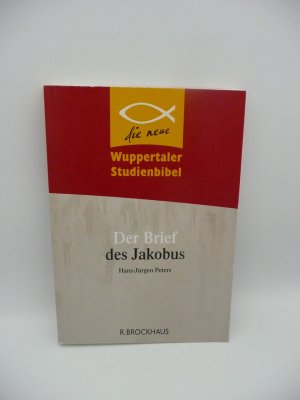 die neue
Wuppertaler
Studienbibel
Der Brief
des Jakobus
Hans-Jürgen Peters
R. BROCKHAUS